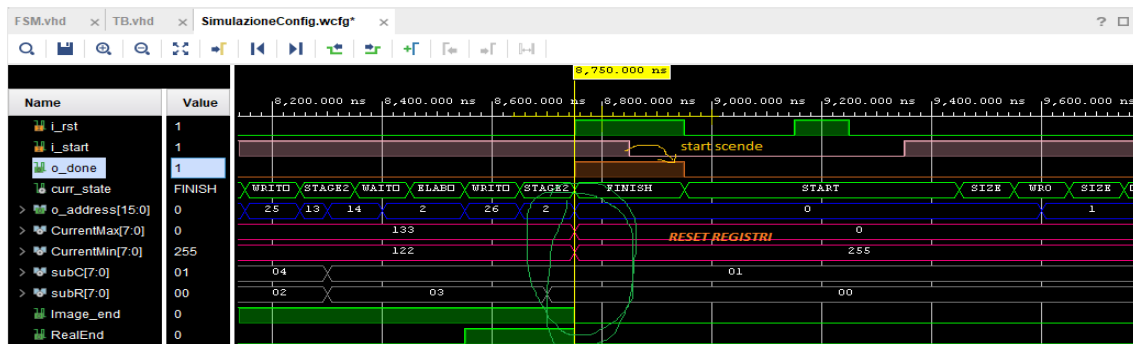 FSM.vhd × TB.vhd × SimulazioneConfig.wcfg* × ?
8,750.000 ns
Name Value
8,200.000 ns 8,400.000 ns 8,600.000 ns 8,800.000 ns 9,000.000 ns 9,200.000 ns 9,400.000 ns 9,600.000 ns
i_rst 1
i_start 1 start scende
o_done 1
curr_state FINISH WRITO STAGE2 WAITO ELABO WRITO STAGE2 FINISH START SIZE WRO SIZE
> o_address[15:0] 0 25 13 14 2 26 2 0 1
> CurrentMax[7:0] 0 133 0
RESET REGISTRI
> CurrentMin[7:0] 255 122 255
> subC[7:0] 01 04 01
> subR[7:0] 00 02 03 00
Image_end 0
RealEnd 0